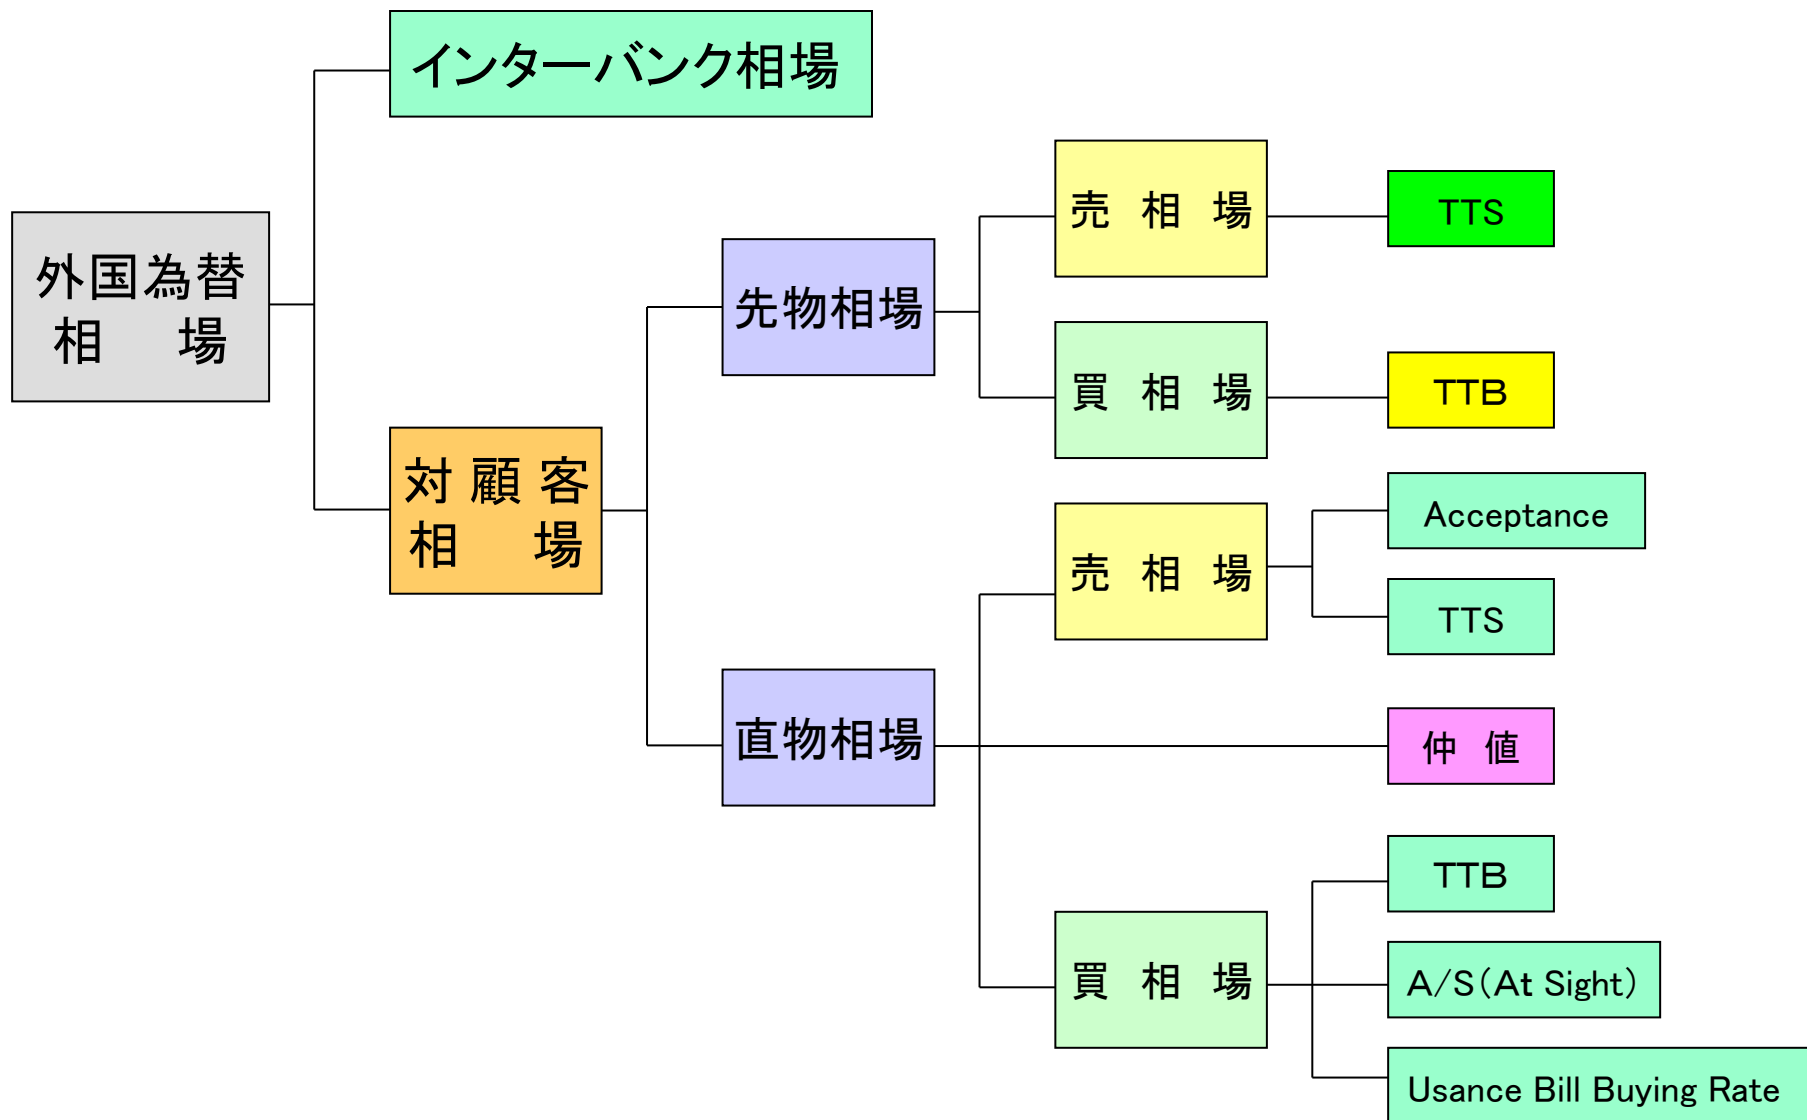 インターバンク相場
外国為替
相　場
対 顧 客
相　場
先物相場
売 相 場
TTS
買 相 場
TTB
直物相場
売 相 場
Acceptance
TTS
仲 値
買 相 場
TTB
A/S(At Sight)
Usance Bill Buying Rate